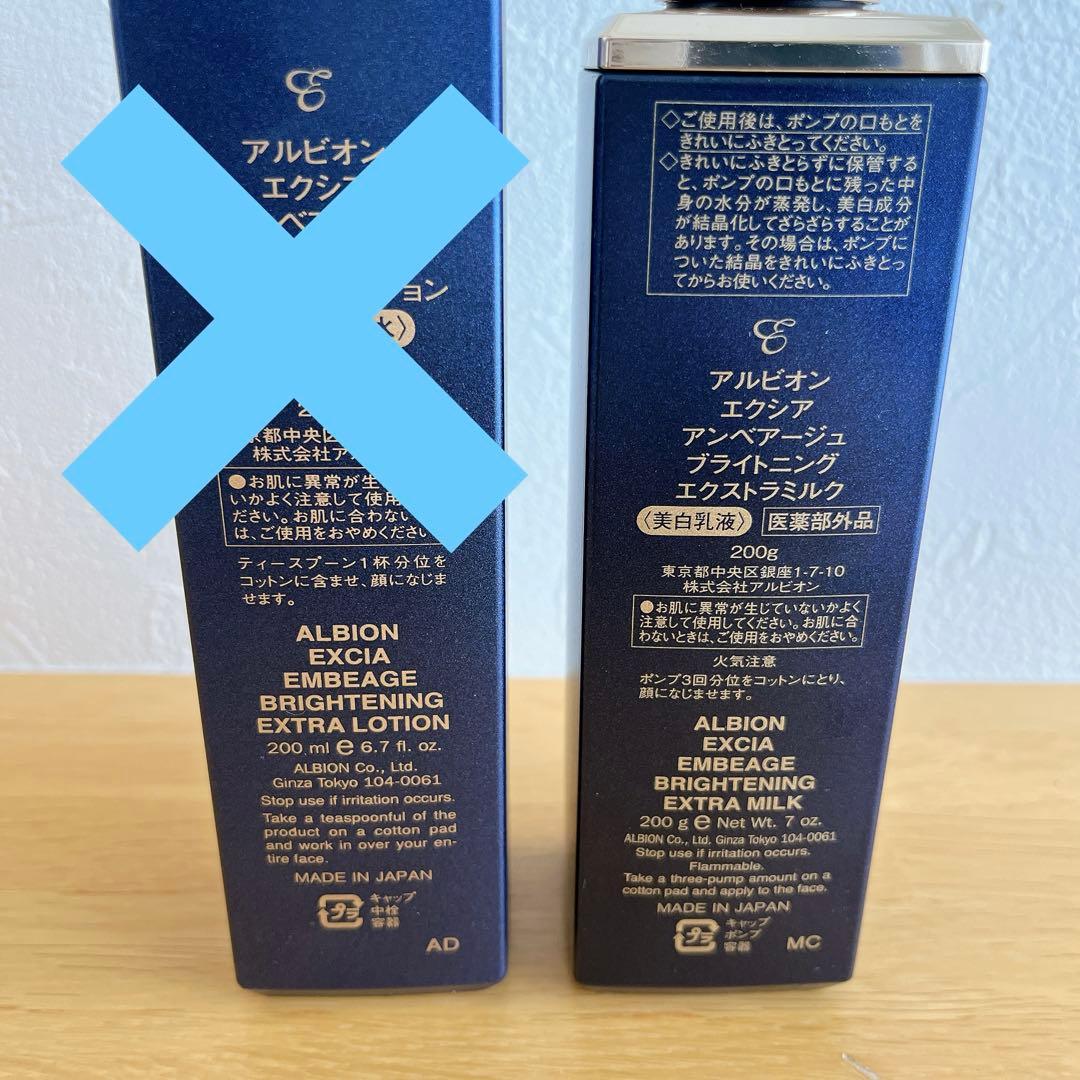 アルビオン
ョン
京都中央区
株式会社ア
●お肌に異常が生
いかよく注意して使用
ださい。お肌に合わない
は、ご使用をおやめくださ
ティースプーン1杯分位を
コットンに含ませ、顔になじま
せます。
ALBION
EXCIA
EMBEAGE
BRIGHTENING
EXTRA LOTION
200 ml ℮ 6.7 fl. oz.
ALBION Co., Ltd.
Ginza Tokyo 104-0061
Stop use if irritation occurs.
Take a teaspoonful of the
product on a cotton pad
and work in over your en-
tire face.
MADE IN JAPAN
プラ
キャップ
中栓
容器
AD
◇ご使用後は、ポンプの口もとを
きれいにふきとってください。
◇きれいにふきとらずに保管する
と、ポンプの口もとに残った中
身の水分が蒸発し、美白成分
が結晶化してざらざらすることが
あります。その場合は、ポンプに
ついた結晶をきれいにふきとっ
てからお使いください。
アルビオン
エクシア
アンベアージュ
ブライトニング
エクストラミルク
〈美白乳液〉 医薬部外品
200g
東京都中央区銀座1-7-10
株式会社アルビオン
●お肌に異常が生じていないかよく
注意して使用してください。お肌に合
わないときは、ご使用をおやめください。
火気注意
ポンプ3回分位をコットンにとり、
顔になじませます。
ALBION
EXCIA
EMBEAGE
BRIGHTENING
EXTRA MILK
200 g ℮ Net Wt. 7 oz.
ALBION Co., Ltd. Ginza Tokyo 104-0061
Stop use if irritation occurs.
Flammable.
Take a three-pump amount on a
cotton pad and apply to the face.
MADE IN JAPAN
プラ
キャップ
ポンプ
容器
MC